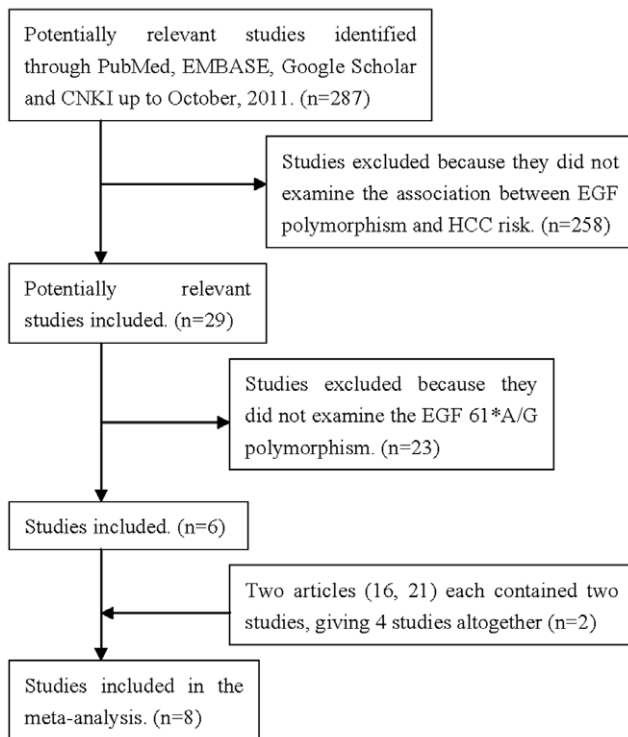 Potentially relevant studies identified
through PubMed, EMBASE, Google Scholar
and CNKI up to October, 2011. (n=287)
Studies excluded because they did not
examine the association between EGF
polymorphism and HCC risk. (n=258)
Potentially relevant
studies included. (n=29)
Studies excluded because they
did not examine the EGF 61*A/G
polymorphism. (n=23)
Studies included. (n=6)
Two articles (16, 21) each contained two
studies, giving 4 studies altogether (n=2)
Studies included in the
meta-analysis. (n=8)